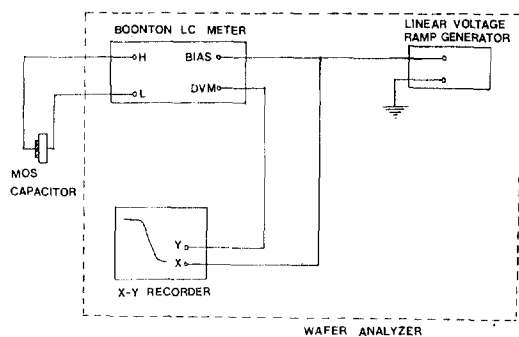 BOONTON LC METER
LINEAR VOLTAGE
RAMP GENERATOR
H
BIAS
DVM
L
MOS
CAPACITOR
Y
X
X-Y RECORDER
WAFER ANALYZER